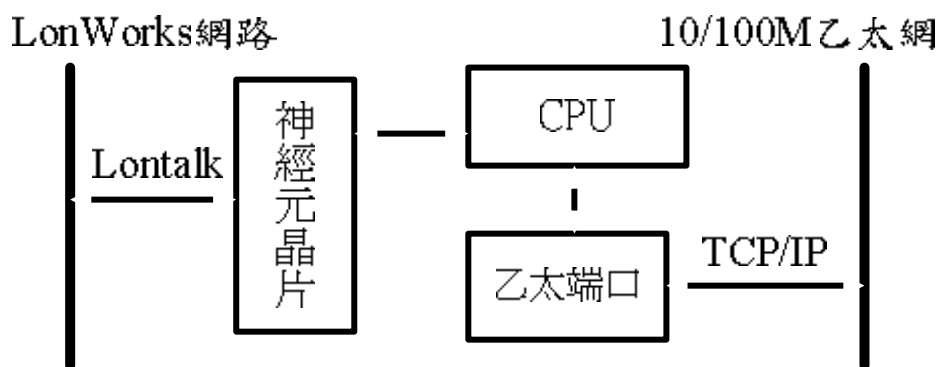 LonWorks網路
10/100M乙太網
Lontalk
神經元晶片
CPU
乙太端口
TCP/IP